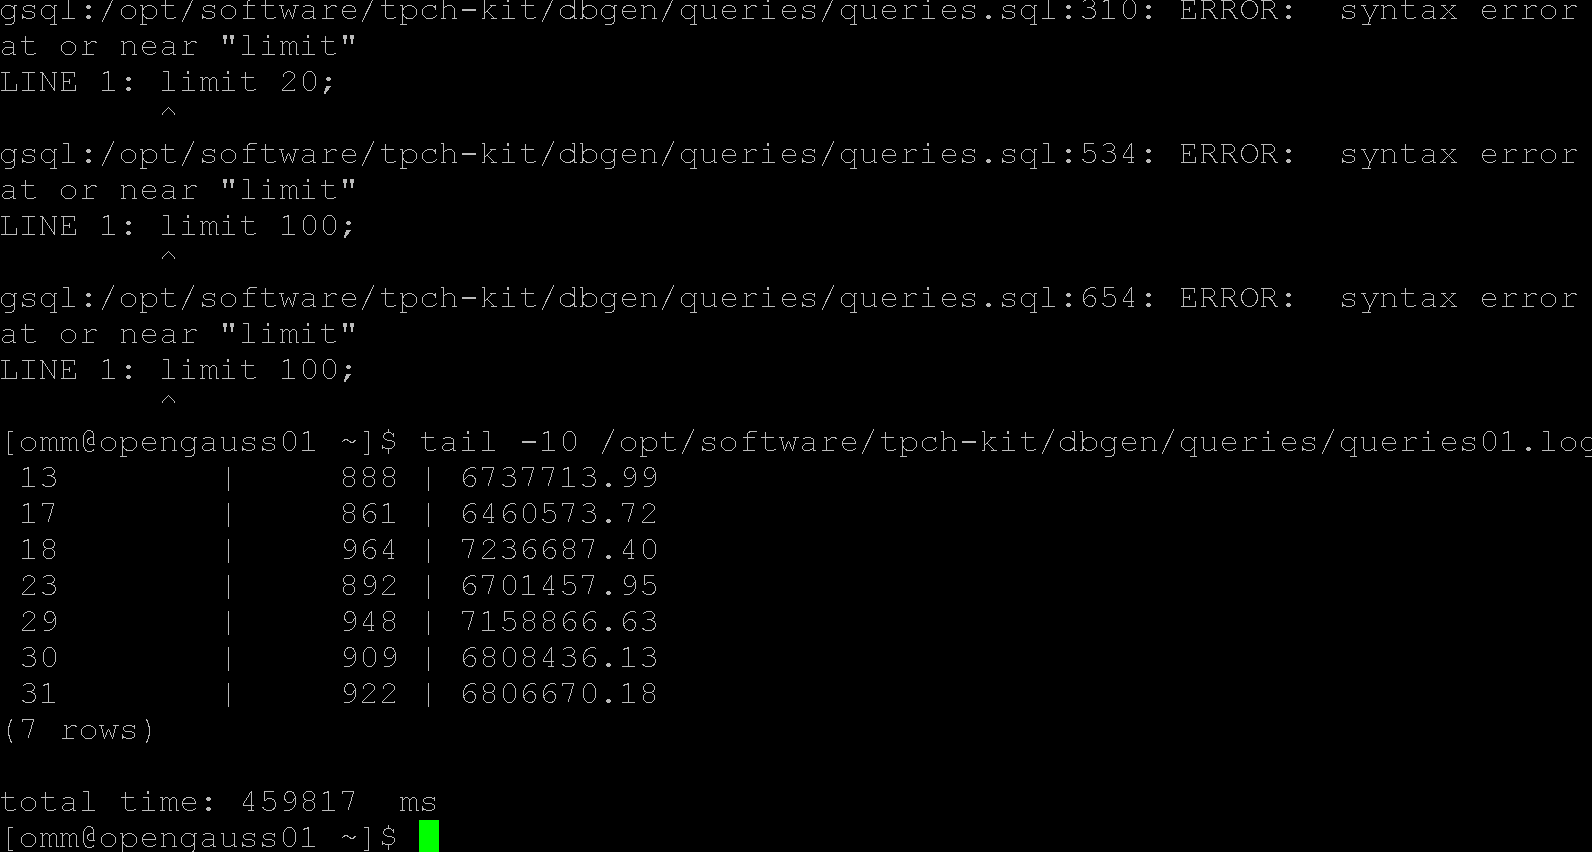 gsql:/opt/software/tpch-kit/dbgen/queries/queries.sql:310: ERROR:  syntax error
at or near "limit"
LINE 1: limit 20;
        ^
gsql:/opt/software/tpch-kit/dbgen/queries/queries.sql:534: ERROR:  syntax error
at or near "limit"
LINE 1: limit 100;
        ^
gsql:/opt/software/tpch-kit/dbgen/queries/queries.sql:654: ERROR:  syntax error
at or near "limit"
LINE 1: limit 100;
        ^
[omm@opengauss01 ~]$ tail -10 /opt/software/tpch-kit/dbgen/queries/queries01.log
 13        |     888 | 6737713.99
 17        |     861 | 6460573.72
 18        |     964 | 7236687.40
 23        |     892 | 6701457.95
 29        |     948 | 7158866.63
 30        |     909 | 6808436.13
 31        |     922 | 6806670.18
(7 rows)

total time: 459817  ms
[omm@opengauss01 ~]$